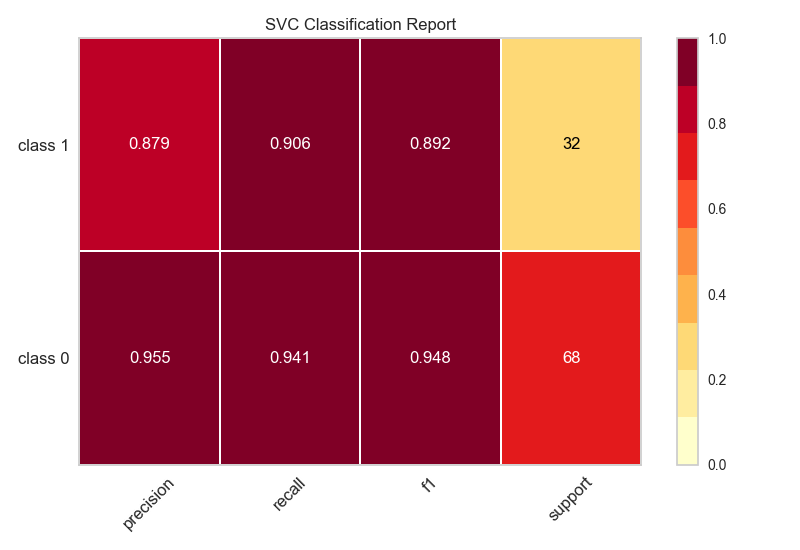 SVC Classification Report
class 1
0.879 0.906 0.892 32
class 0
0.955 0.941 0.948 68
precision recall f1 support
1.0
0.8
0.6
0.4
0.2
0.0